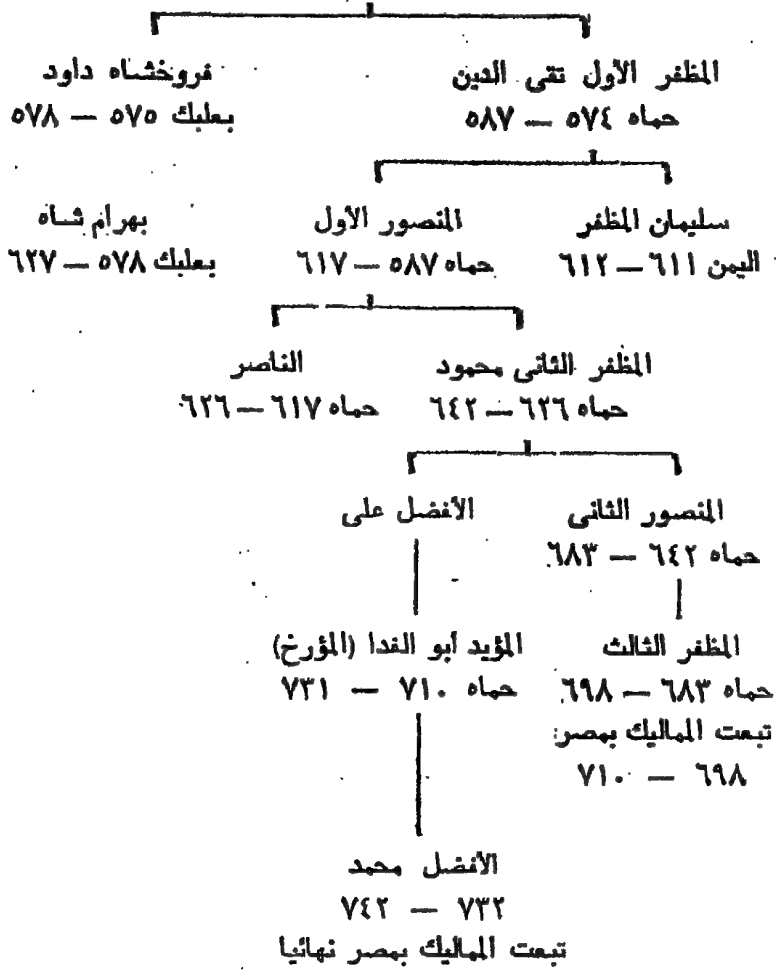 المظفر الأول تقى الدين
حماه ٥٧٤ — ٥٨٧
فروخشاه داود
بعلبك ٥٧٥ — ٥٧٨
سليمان المظفر
اليمن ٦١١ — ٦١٢
المنصور الأول
حماه ٥٨٧ — ٦١٧
بهرام شاه
بعلبك ٥٧٨ — ٦٢٧
المظفر الثانى محمود
حماه ٦٢٦ — ٦٤٢
الناصر
حماه ٦١٧ — ٦٢٦
المنصور الثانى
حماه ٦٤٢ — ٦٨٣
الأفضل على
المظفر الثالث
حماه ٦٨٣ — ٦٩٨
تبعت المماليك بمصر
٦٩٨ — ٧١٠
المؤيد أبو الفدا (المؤرخ)
حماه ٧١٠ — ٧٣١
الأفضل محمد
٧٣٢ — ٧٤٢
تبعت المماليك بمصر نهائيا